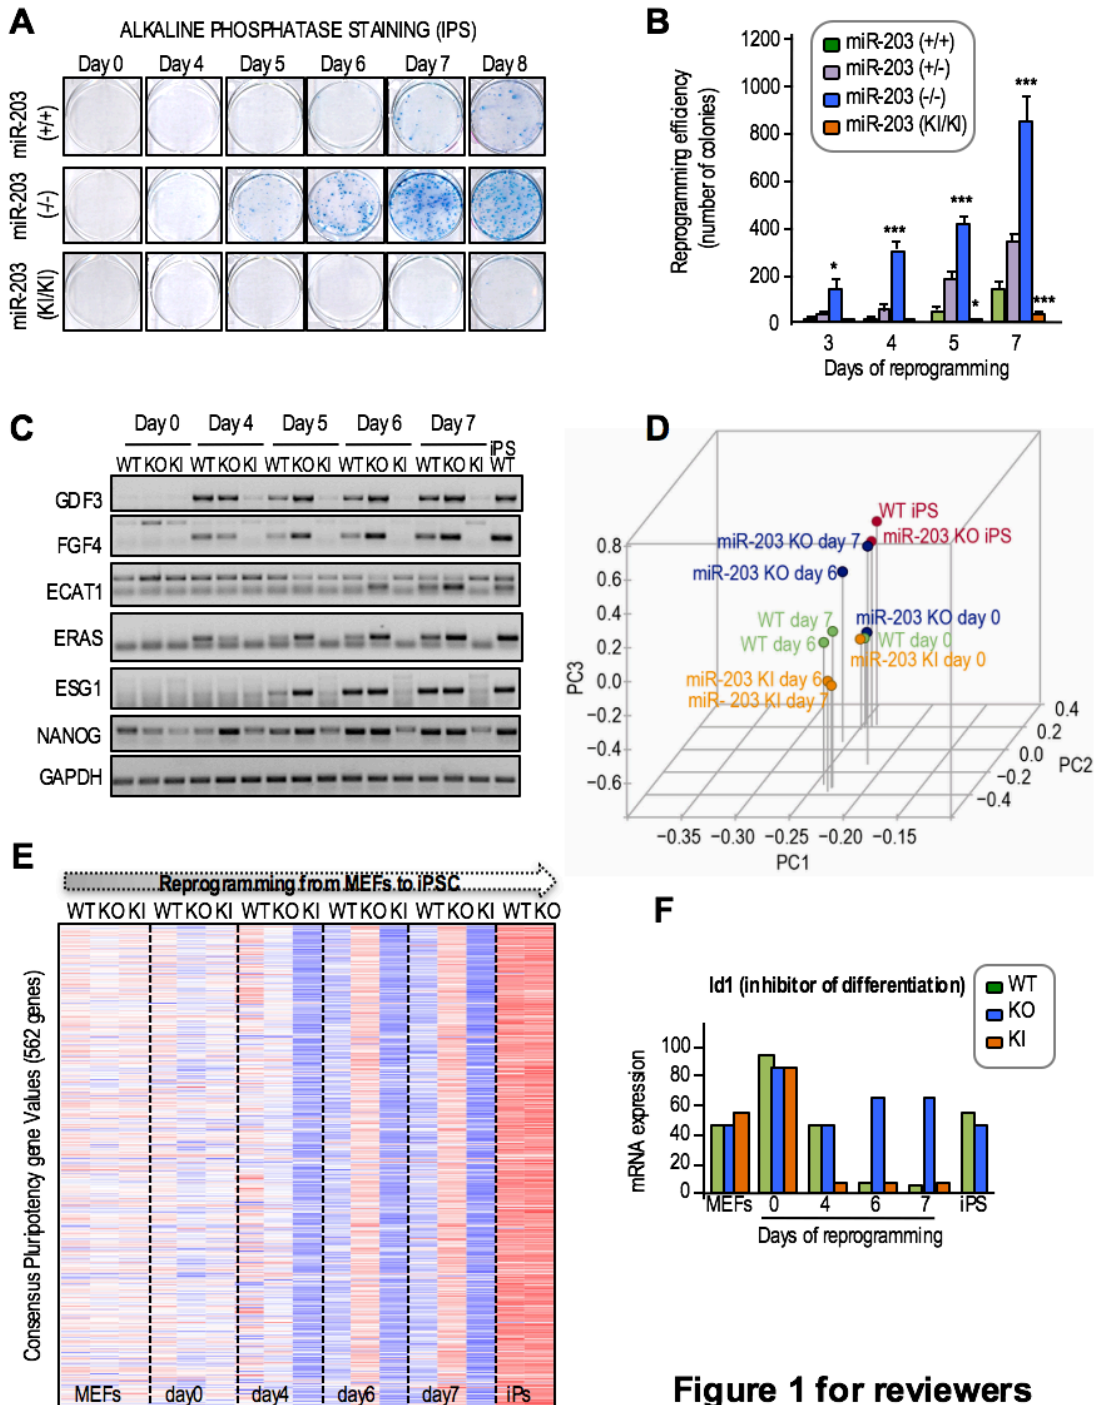 A
ALKALINE PHOSPHATASE STAINING (IPS)
Day 0 Day 4 Day 5 Day 6 Day 7 Day 8
miR-203
(+/+)
miR-203
(-/-)
miR-203
(KI/KI)
B
miR-203 (+/+)
miR-203 (+/-)
miR-203 (-/-)
miR-203 (KI/KI)
Reprogramming efficiency
(number of colonies)
1200
1000
800
600
400
200
0
*
***
***
*
***
***
3 4 5 7
Days of reprogramming
C
Day 0 Day 4 Day 5 Day 6 Day 7
iPS
WT KO KI WT KO KI WT KO KI WT KO KI WT KO KI WT
GDF3
FGF4
ECAT1
ERAS
ESG1
NANOG
GAPDH
D
WT iPS
miR-203 KO iPS
miR-203 KO day 7
miR-203 KO day 6
miR-203 KO day 0
WT day 7
WT day 6
WT day 0
miR-203 KI day 0
miR-203 KI day 6
miR- 203 KI day 7
PC3
0.8
0.6
0.4
0.2
0.0
−0.2
−0.4
−0.6
0.4
0.2
0.0
−0.2
−0.4
PC2
−0.35 −0.30 −0.25 −0.20 −0.15
PC1
E
Reprogramming from MEFs to iPSC
WT KO KI WT KO KI WT KO KI WT KO KI WT KO KI WT KO
Consensus Pluripotency gene Values (562 genes)
MEFs day0 day4 day6 day7 iPs
F
Id1 (inhibitor of differentiation)
WT
KO
KI
mRNA expression
100
80
60
40
20
0
MEFs 0 4 6 7 iPS
Days of reprogramming
Figure 1 for reviewers